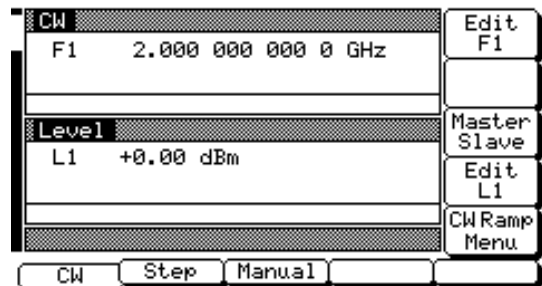 CW
F1 2.000 000 000 0 GHz
Level
L1 +0.00 dBm
Edit
F1
Master
Slave
Edit
L1
CW Ramp
Menu
CW Step Manual